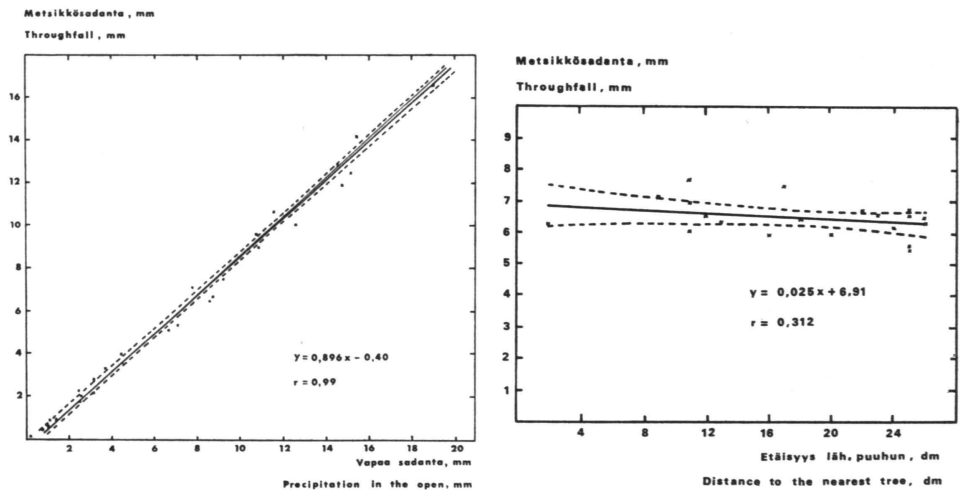 Metsikkösadanta, mm
Throughfall, mm
16
14
12
10
8
6
4
2
y=0,896x-0,40
r=0,99
2 4 6 8 10 12 14 16 18 20
Vapaa sadanta, mm
Precipitation in the open, mm
Metsikkösadanta, mm
Throughfall, mm
9
8
7
6
5
4
3
2
1
y= 0,025x+6,91
r= 0,312
4 8 12 16 20 24
Etäisyys läh. puuhun, dm
Distance to the nearest tree, dm